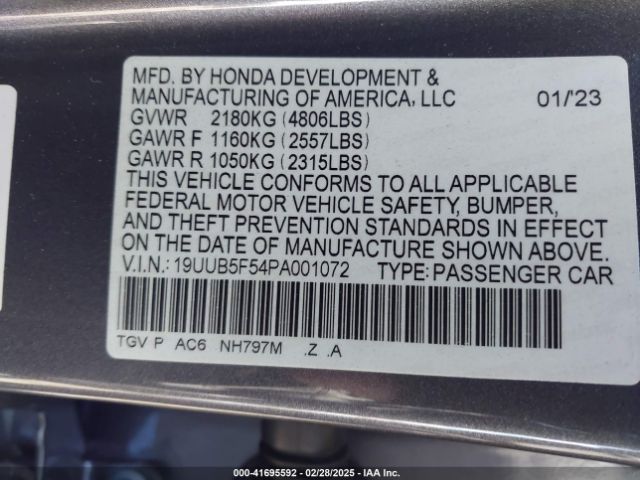 MFD. BY HONDA DEVELOPMENT &
MANUFACTURING OF AMERICA, LLC 01/'23
GVWR 2180KG (4806LBS)
GAWR F 1160KG (2557LBS)
GAWR R 1050KG (2315LBS)
THIS VEHICLE CONFORMS TO ALL APPLICABLE
FEDERAL MOTOR VEHICLE SAFETY, BUMPER,
AND THEFT PREVENTION STANDARDS IN EFFECT
ON THE DATE OF MANUFACTURE SHOWN ABOVE.
V.I.N.: 19UUB5F54PA001072 TYPE: PASSENGER CAR
TGV P AC6 NH797M .Z .A
000-41695592 / 02/28/2025 - IAA Inc.